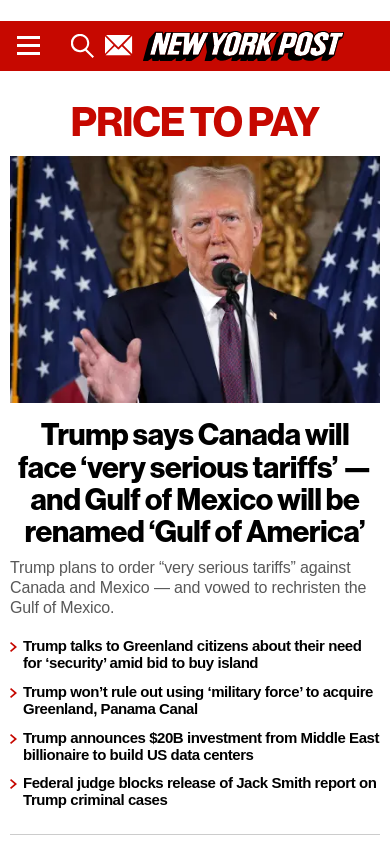 NEW YORK POST
PRICE TO PAY
Trump says Canada will
face ‘very serious tariffs’ —
and Gulf of Mexico will be
renamed ‘Gulf of America’
Trump plans to order “very serious tariffs” against
Canada and Mexico — and vowed to rechristen the
Gulf of Mexico.
Trump talks to Greenland citizens about their need
for ‘security’ amid bid to buy island
Trump won’t rule out using ‘military force’ to acquire
Greenland, Panama Canal
Trump announces $20B investment from Middle East
billionaire to build US data centers
Federal judge blocks release of Jack Smith report on
Trump criminal cases